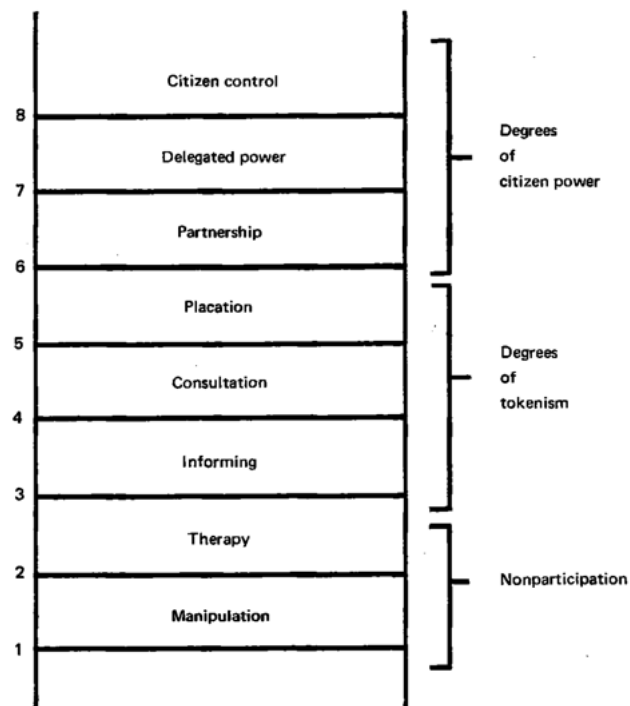 Citizen control
8
Delegated power
7
Partnership
6
Placation
5
Consultation
4
Informing
3
Therapy
2
Manipulation
1
Degrees
of
citizen power
Degrees
of
tokenism
Nonparticipation